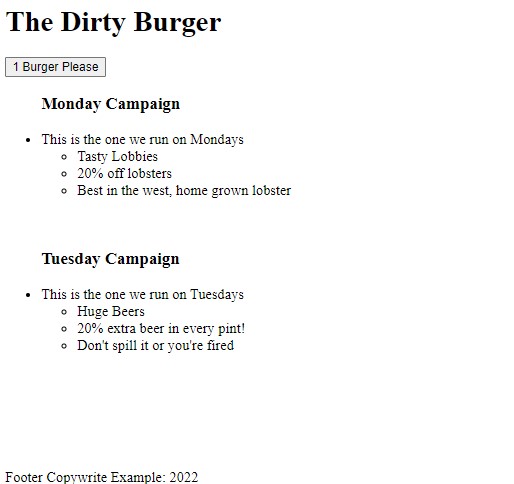 The Dirty Burger
1 Burger Please
Monday Campaign
This is the one we run on Mondays
Tasty Lobbies
20% off lobsters
Best in the west, home grown lobster
Tuesday Campaign
This is the one we run on Tuesdays
Huge Beers
20% extra beer in every pint!
Don't spill it or you're fired
Footer Copywrite Example: 2022